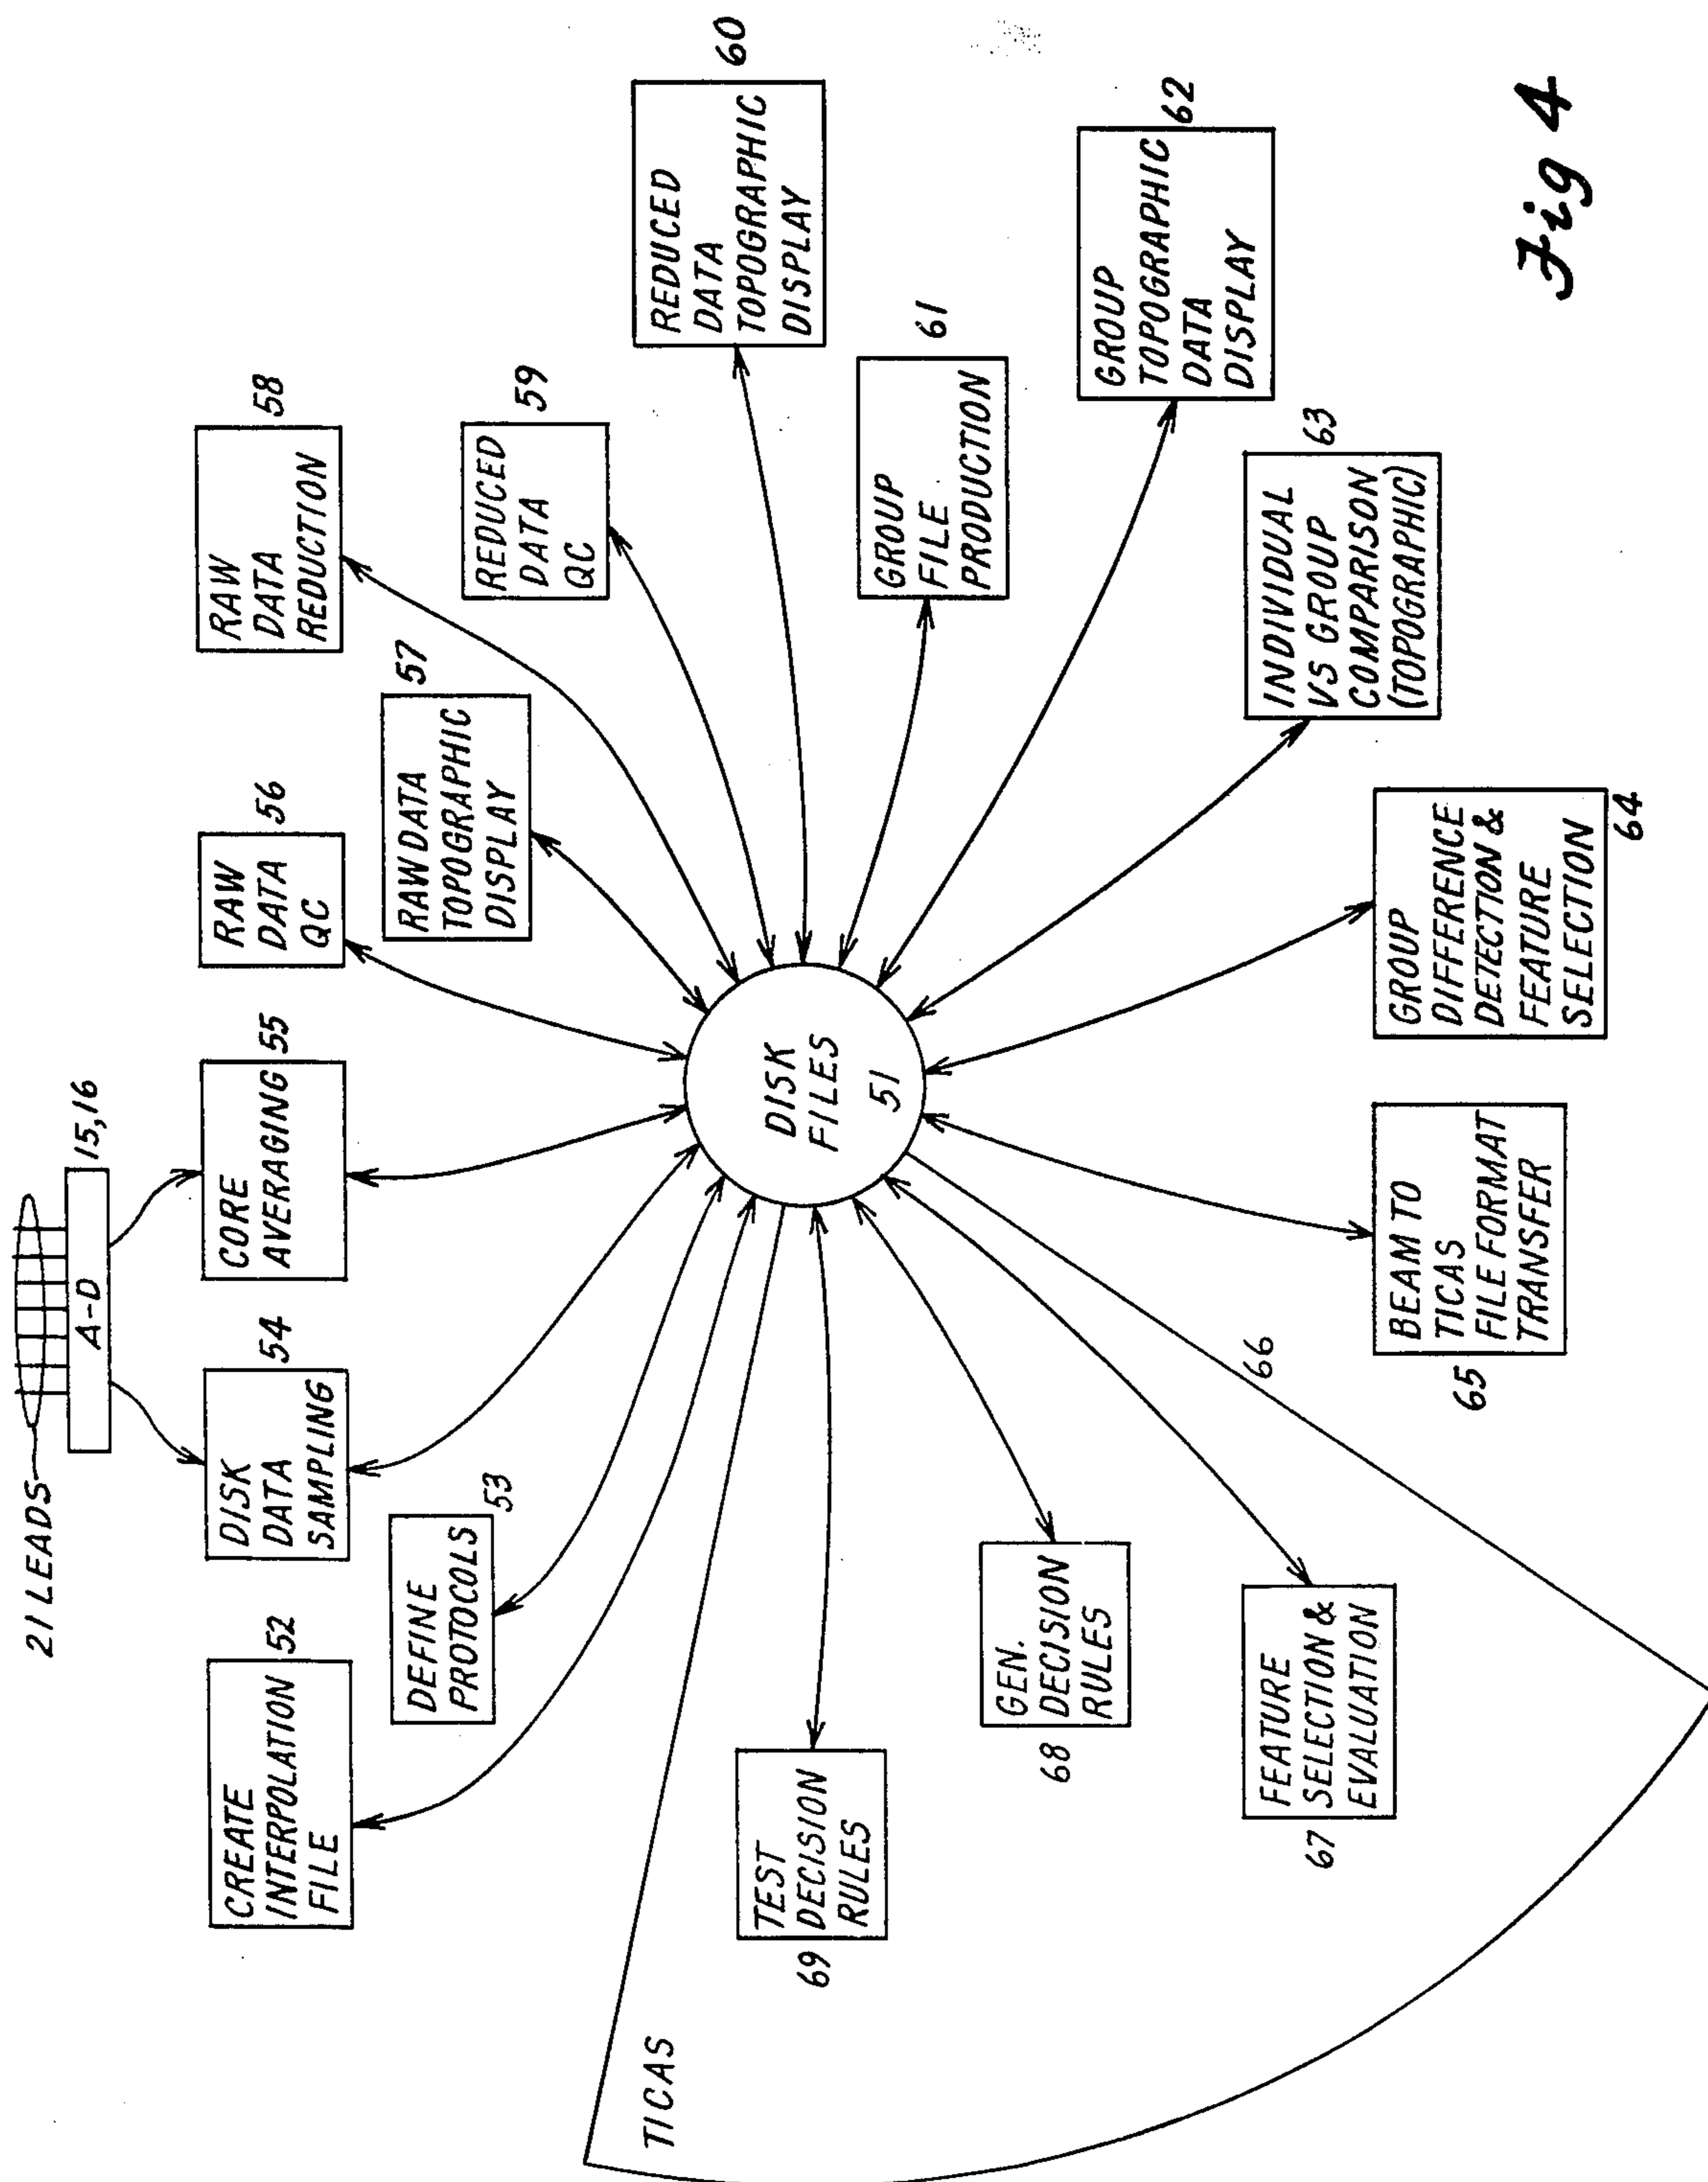 21 LEADS
A-D
15,16
CREATE
INTERPOLATION
FILE
52
DEFINE
PROTOCOLS
53
DISK
DATA
SAMPLING
54
CORE
AVERAGING
55
RAW
DATA
QC
56
RAW DATA
TOPOGRAPHIC
DISPLAY
57
RAW
DATA
REDUCTION
58
REDUCED
DATA
QC
59
REDUCED
DATA
TOPOGRAPHIC
DISPLAY
60
GROUP
FILE
PRODUCTION
61
GROUP
TOPOGRAPHIC
DATA
DISPLAY
62
INDIVIDUAL
VS GROUP
COMPARISON
(TOPOGRAPHIC)
63
GROUP
DIFFERENCE
DETECTION &
FEATURE
SELECTION
64
BEAM TO
TICAS
FILE FORMAT
TRANSFER
65
DISK
FILES
51
TICAS
66
TEST
DECISION
RULES
69
GEN.
DECISION
RULES
68
FEATURE
SELECTION &
EVALUATION
67
Fig 4